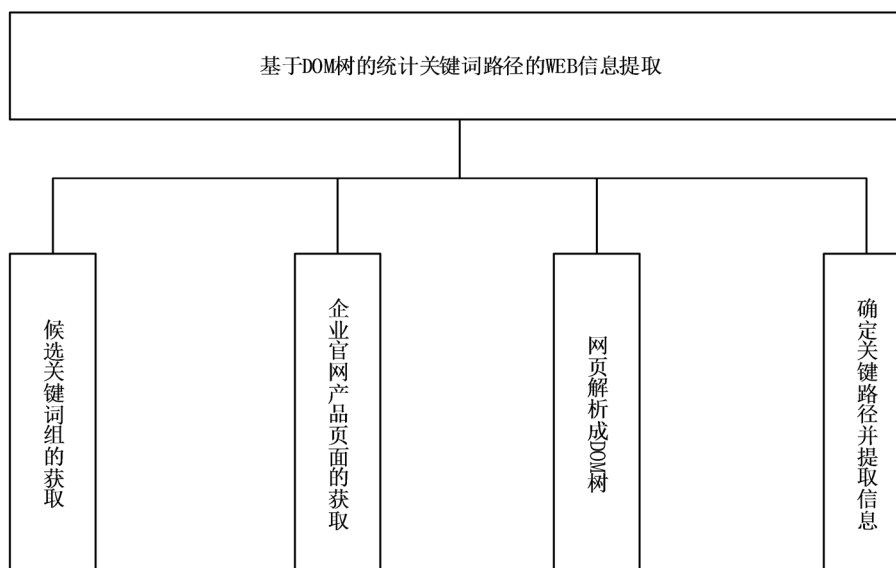 基于DOM树的统计关键词路径的WEB信息提取
候选关键词组的获取
企业官网产品页面的获取
网页解析成DOM树
确定关键路径并提取信息